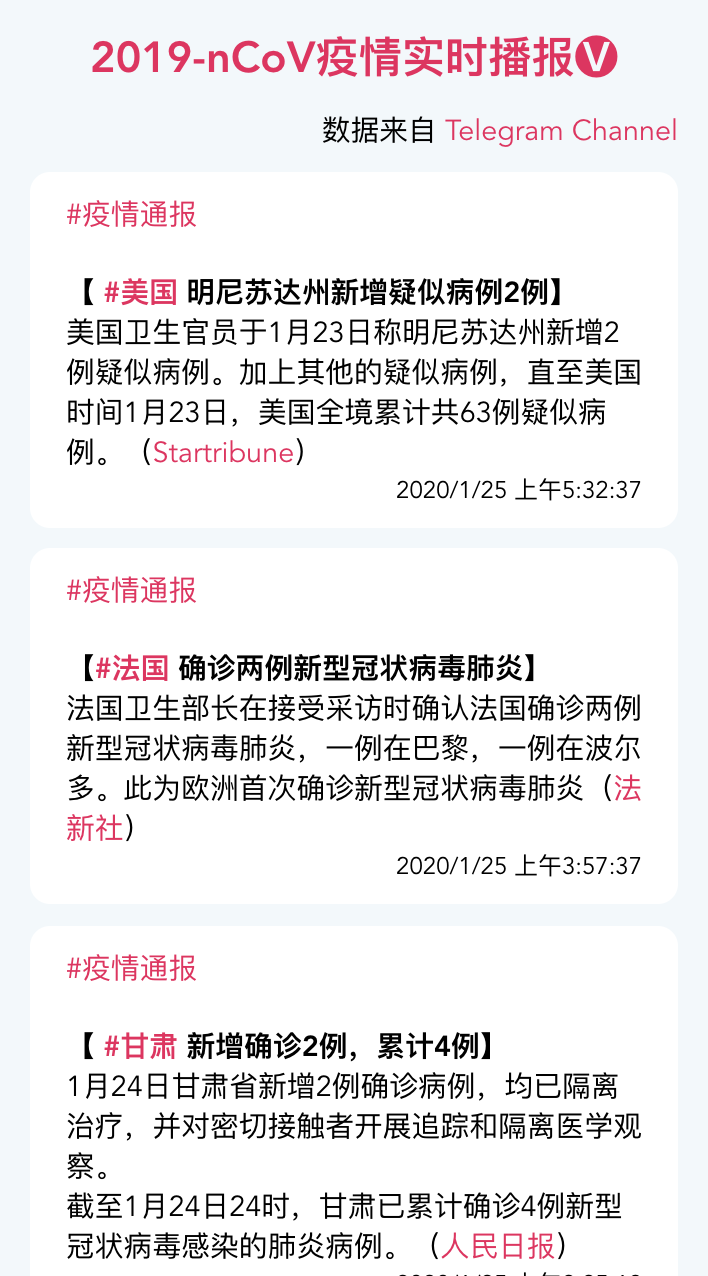 2019-nCoV疫情实时播报V
数据来自 Telegram Channel
#疫情通报
【 #美国 明尼苏达州新增疑似病例2例】
美国卫生官员于1月23日称明尼苏达州新增2
例疑似病例。加上其他的疑似病例，直至美国
时间1月23日，美国全境累计共63例疑似病
例。（Startribune）
2020/1/25 上午5:32:37
#疫情通报
【#法国 确诊两例新型冠状病毒肺炎】
法国卫生部长在接受采访时确认法国确诊两例
新型冠状病毒肺炎，一例在巴黎，一例在波尔
多。此为欧洲首次确诊新型冠状病毒肺炎（法
新社）
2020/1/25 上午3:57:37
#疫情通报
【 #甘肃 新增确诊2例，累计4例】
1月24日甘肃省新增2例确诊病例，均已隔离
治疗，并对密切接触者开展追踪和隔离医学观
察。
截至1月24日24时，甘肃已累计确诊4例新型
冠状病毒感染的肺炎病例。（人民日报）